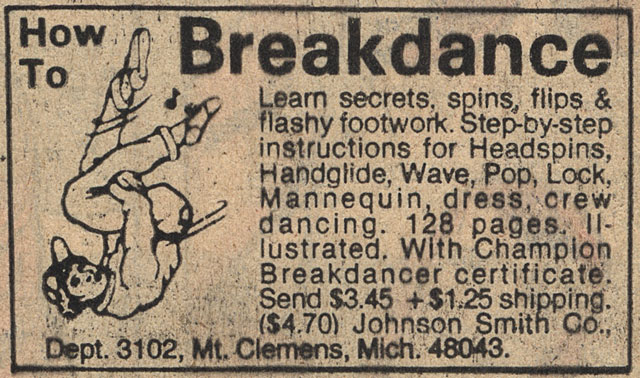 How To Breakdance
Learn secrets, spins, flips &
flashy footwork. Step-by-step
instructions for Headspins,
Handglide, Wave, Pop, Lock,
Mannequin, dress, crew
dancing. 128 pages. Il-
lustrated. With Champion
Breakdancer certificate.
Send $3.45 + $1.25 shipping.
($4.70) Johnson Smith Co.,
Dept. 3102, Mt. Clemens, Mich. 48043.